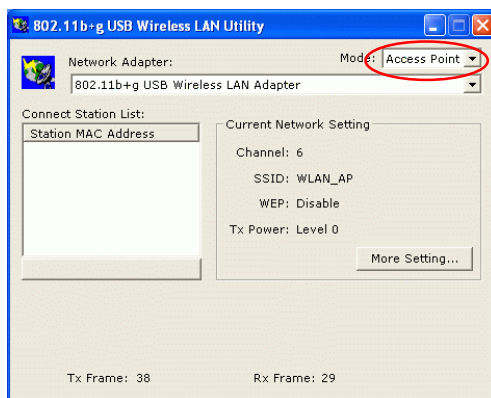 802.11b+g USB Wireless LAN Utility
Network Adapter:
Mode: Access Point
802.11b+g USB Wireless LAN Adapter
Connect Station List:
Station MAC Address
Current Network Setting
Channel: 6
SSID: WLAN_AP
WEP: Disable
Tx Power: Level 0
More Setting...
Tx Frame: 38
Rx Frame: 29